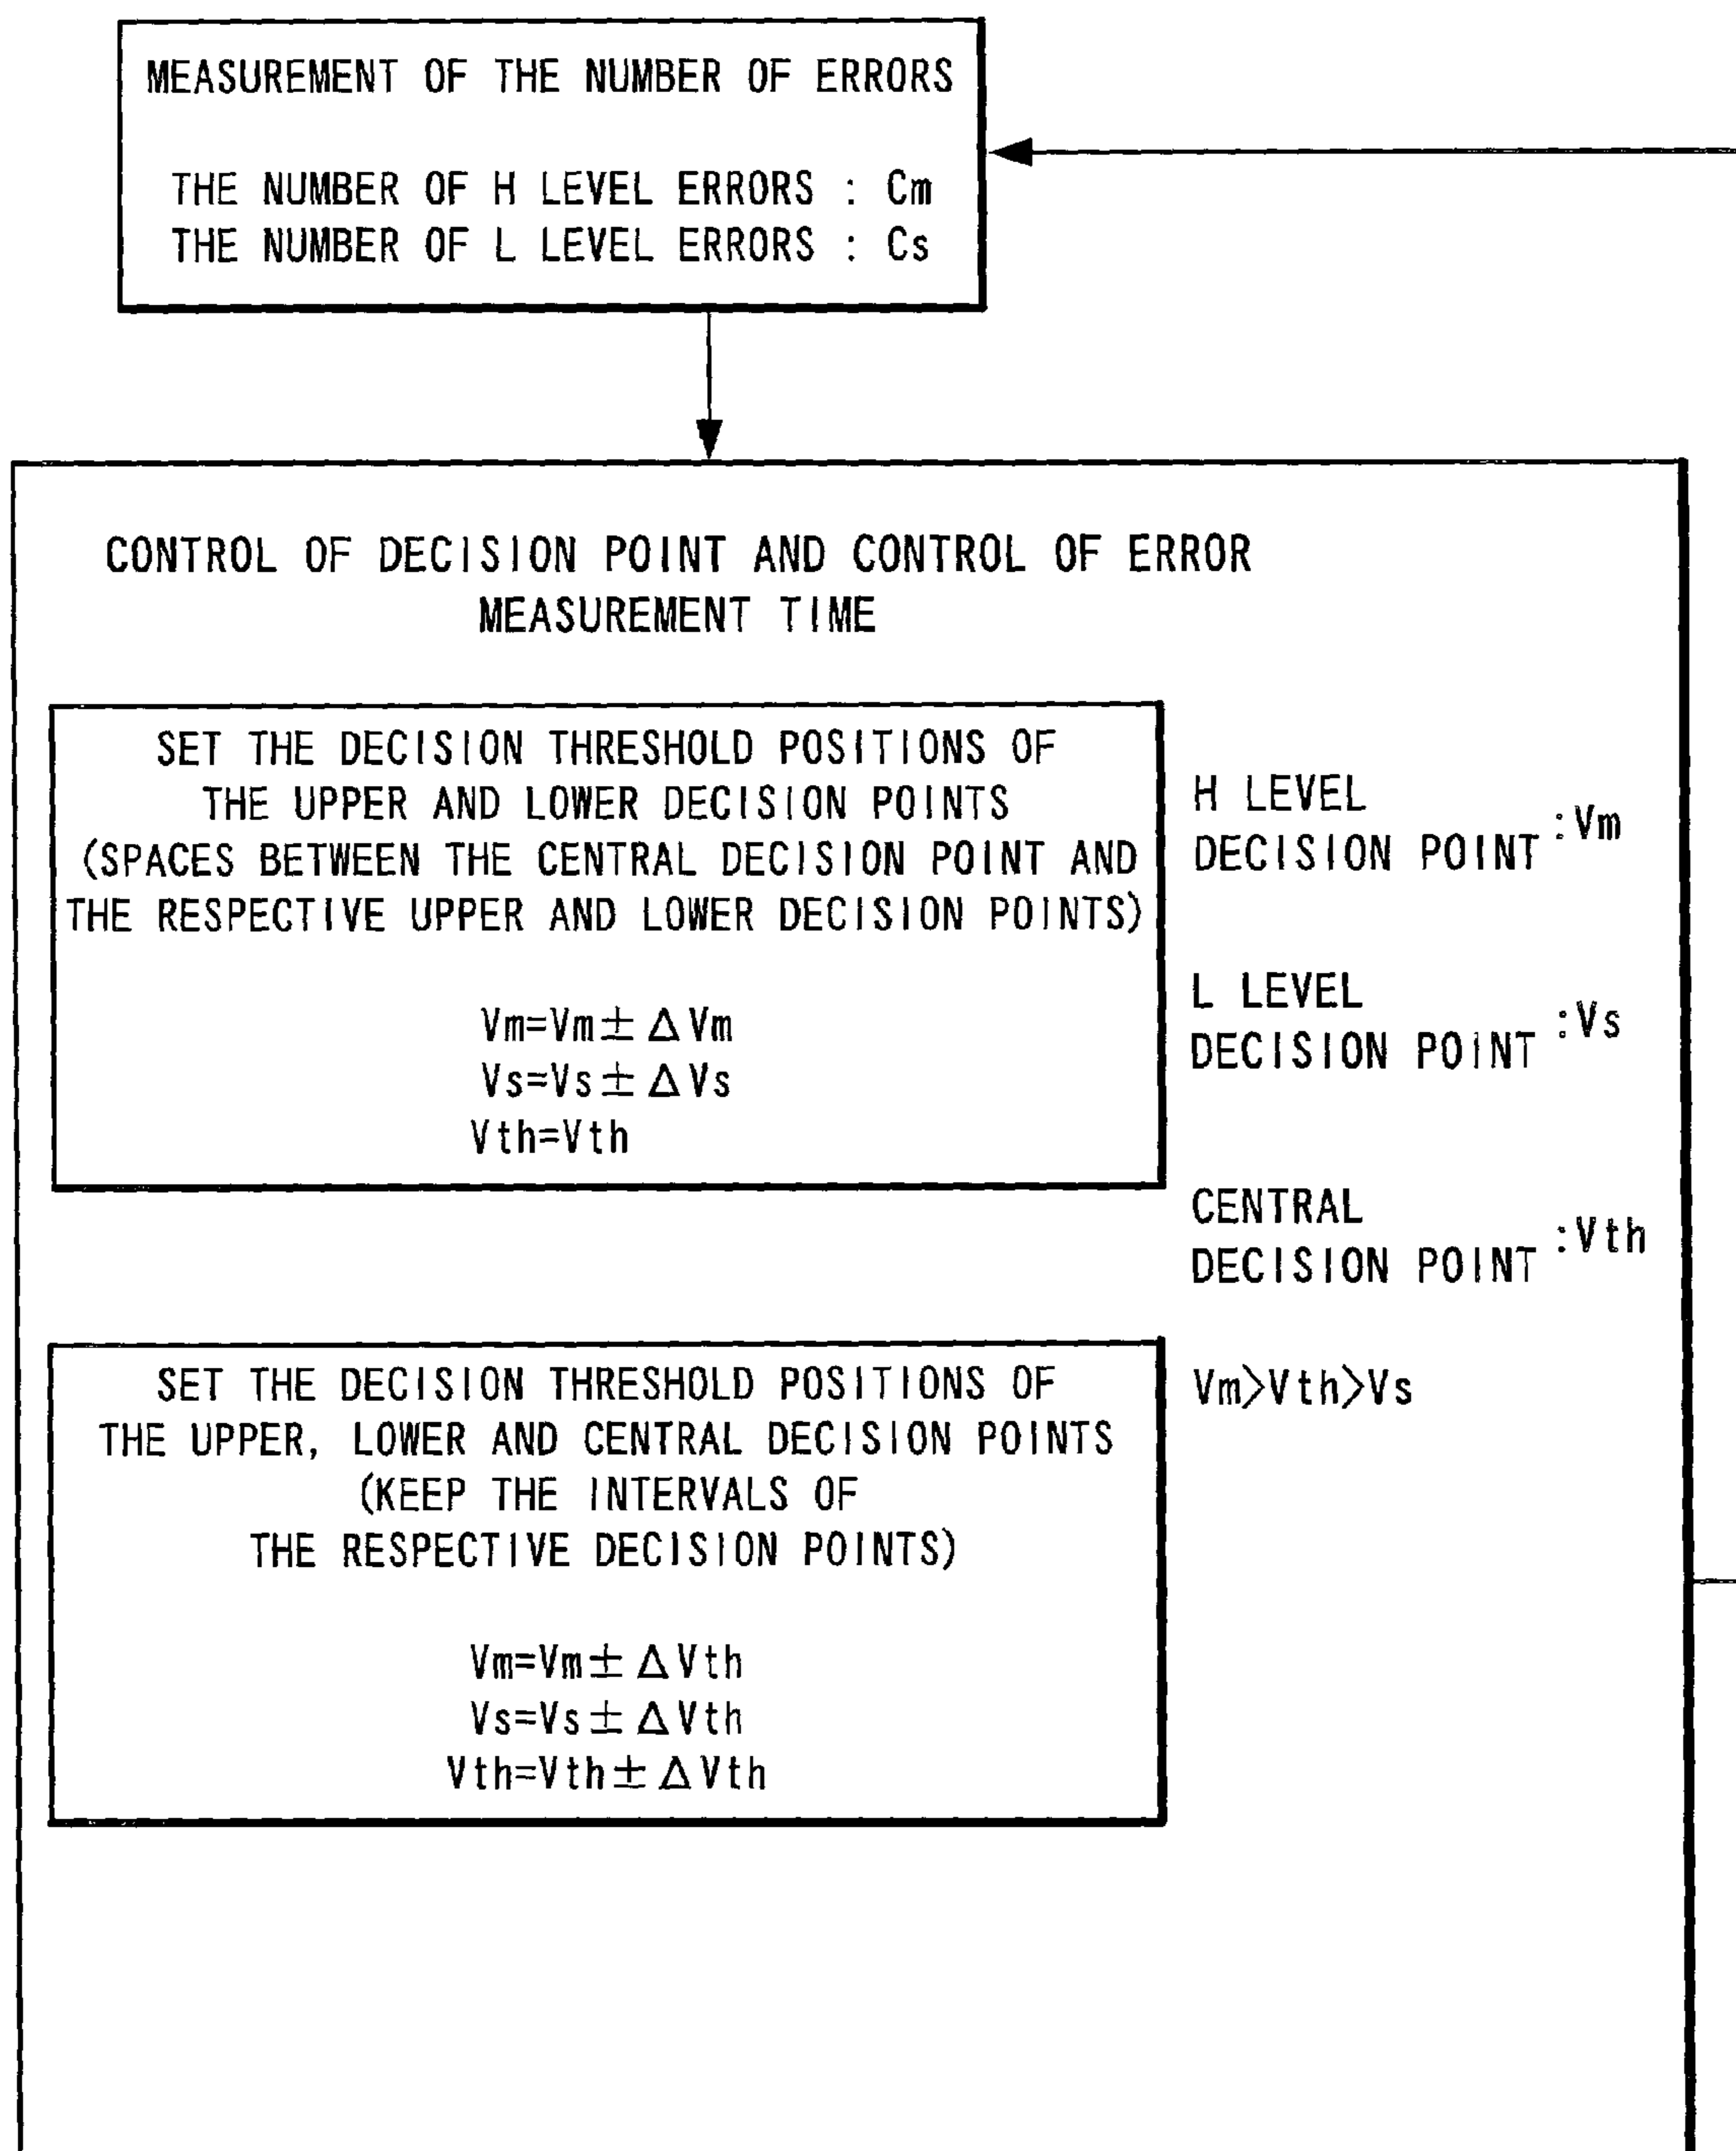 MEASUREMENT OF THE NUMBER OF ERRORS
THE NUMBER OF H LEVEL ERRORS : Cm
THE NUMBER OF L LEVEL ERRORS : Cs
CONTROL OF DECISION POINT AND CONTROL OF ERROR
MEASUREMENT TIME
SET THE DECISION THRESHOLD POSITIONS OF
THE UPPER AND LOWER DECISION POINTS
(SPACES BETWEEN THE CENTRAL DECISION POINT AND
THE RESPECTIVE UPPER AND LOWER DECISION POINTS)
Vm=Vm±ΔVm
Vs=Vs±ΔVs
Vth=Vth
H LEVEL
DECISION POINT :Vm
L LEVEL
DECISION POINT :Vs
CENTRAL
DECISION POINT :Vth
Vm>Vth>Vs
SET THE DECISION THRESHOLD POSITIONS OF
THE UPPER, LOWER AND CENTRAL DECISION POINTS
(KEEP THE INTERVALS OF
THE RESPECTIVE DECISION POINTS)
Vm=Vm±ΔVth
Vs=Vs±ΔVth
Vth=Vth±ΔVth